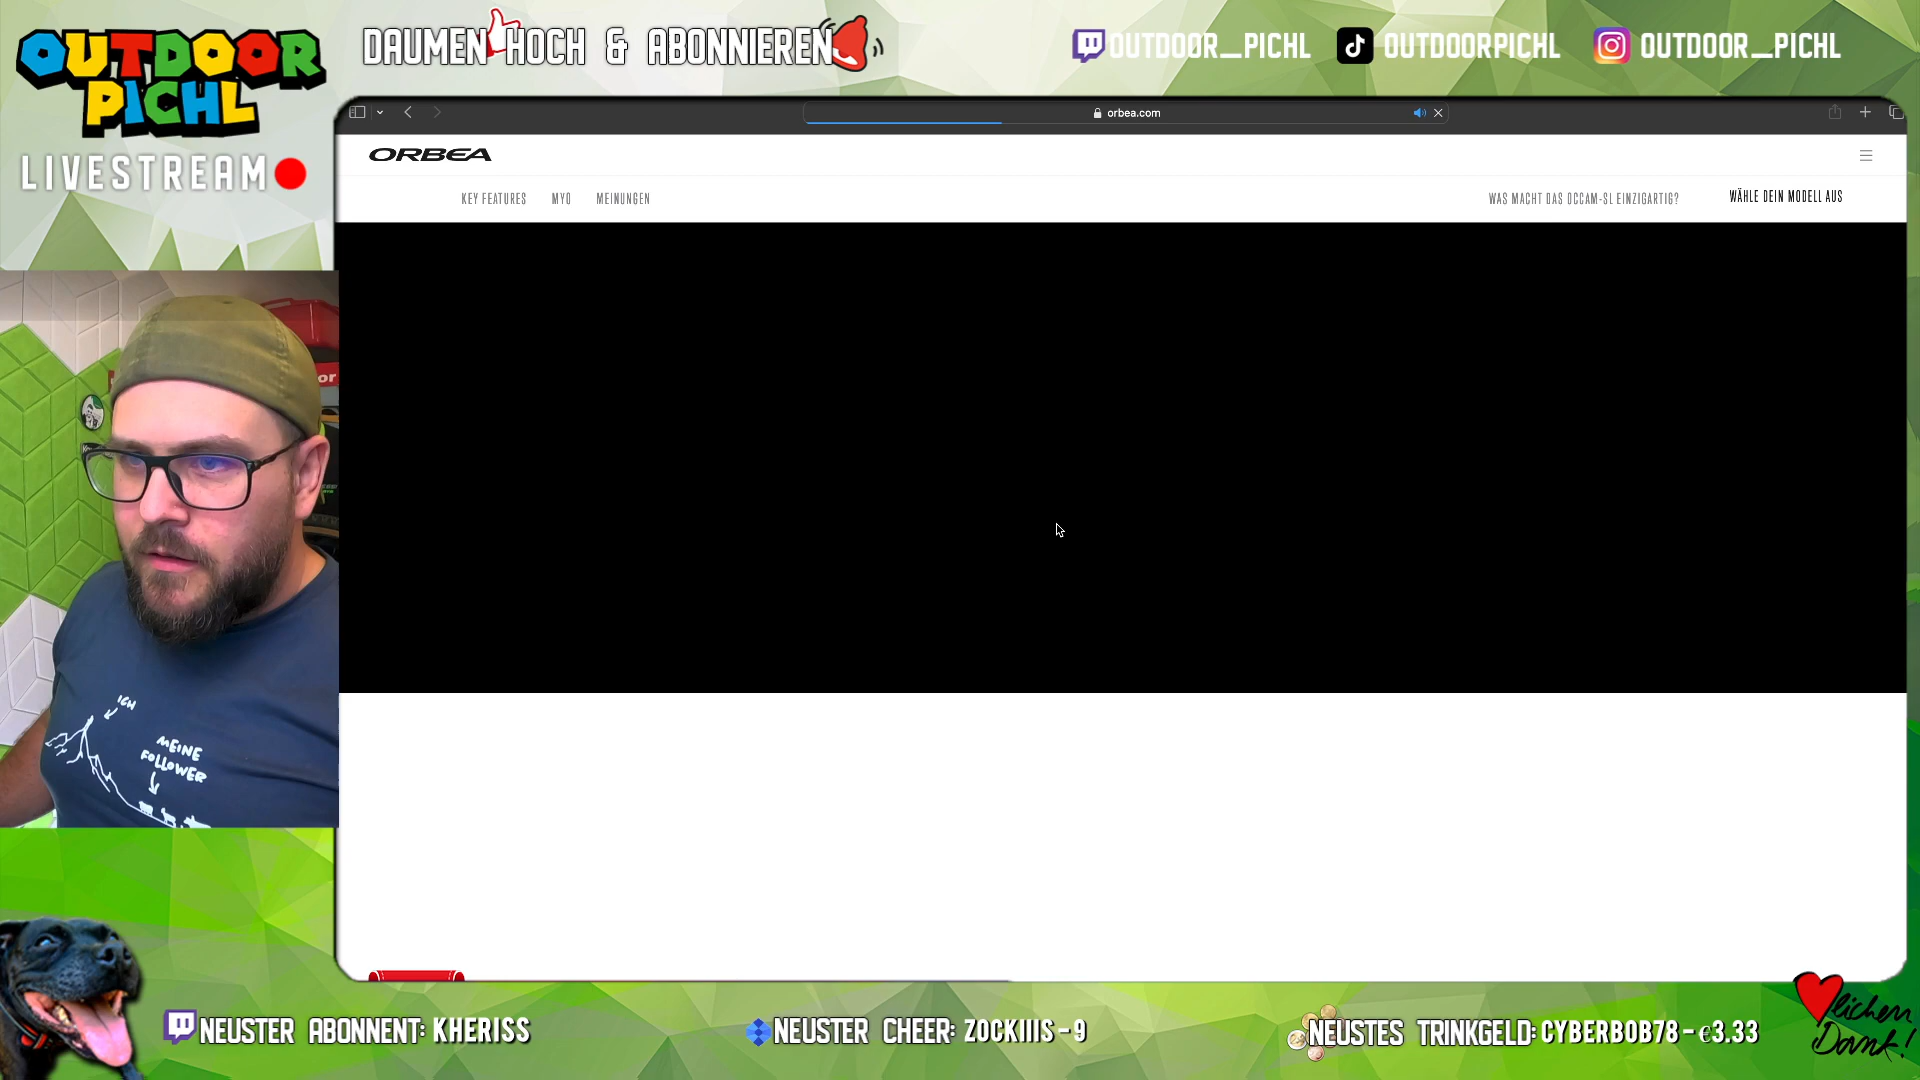 OUTDOOR
PICHL
LIVESTREAM
DAUMEN HOCH & ABONNIEREN
OUTDOOR_PICHL
OUTDOORPICHL
OUTDOOR_PICHL
orbea.com
ORBEA
KEY FEATURES
MYO
MEINUNGEN
WAS MACHT DAS OCCAM-SL EINZIGARTIG?
WÄHLE DEIN MODELL AUS
or
ICH
MEINE
FOLLOWER
NEUSTER ABONNENT: KHERISS
NEUSTER CHEER: ZOCKIIIS - 9
NEUSTES TRINKGELD: CYBERBOB78 - €3.33
lichen
Dank!